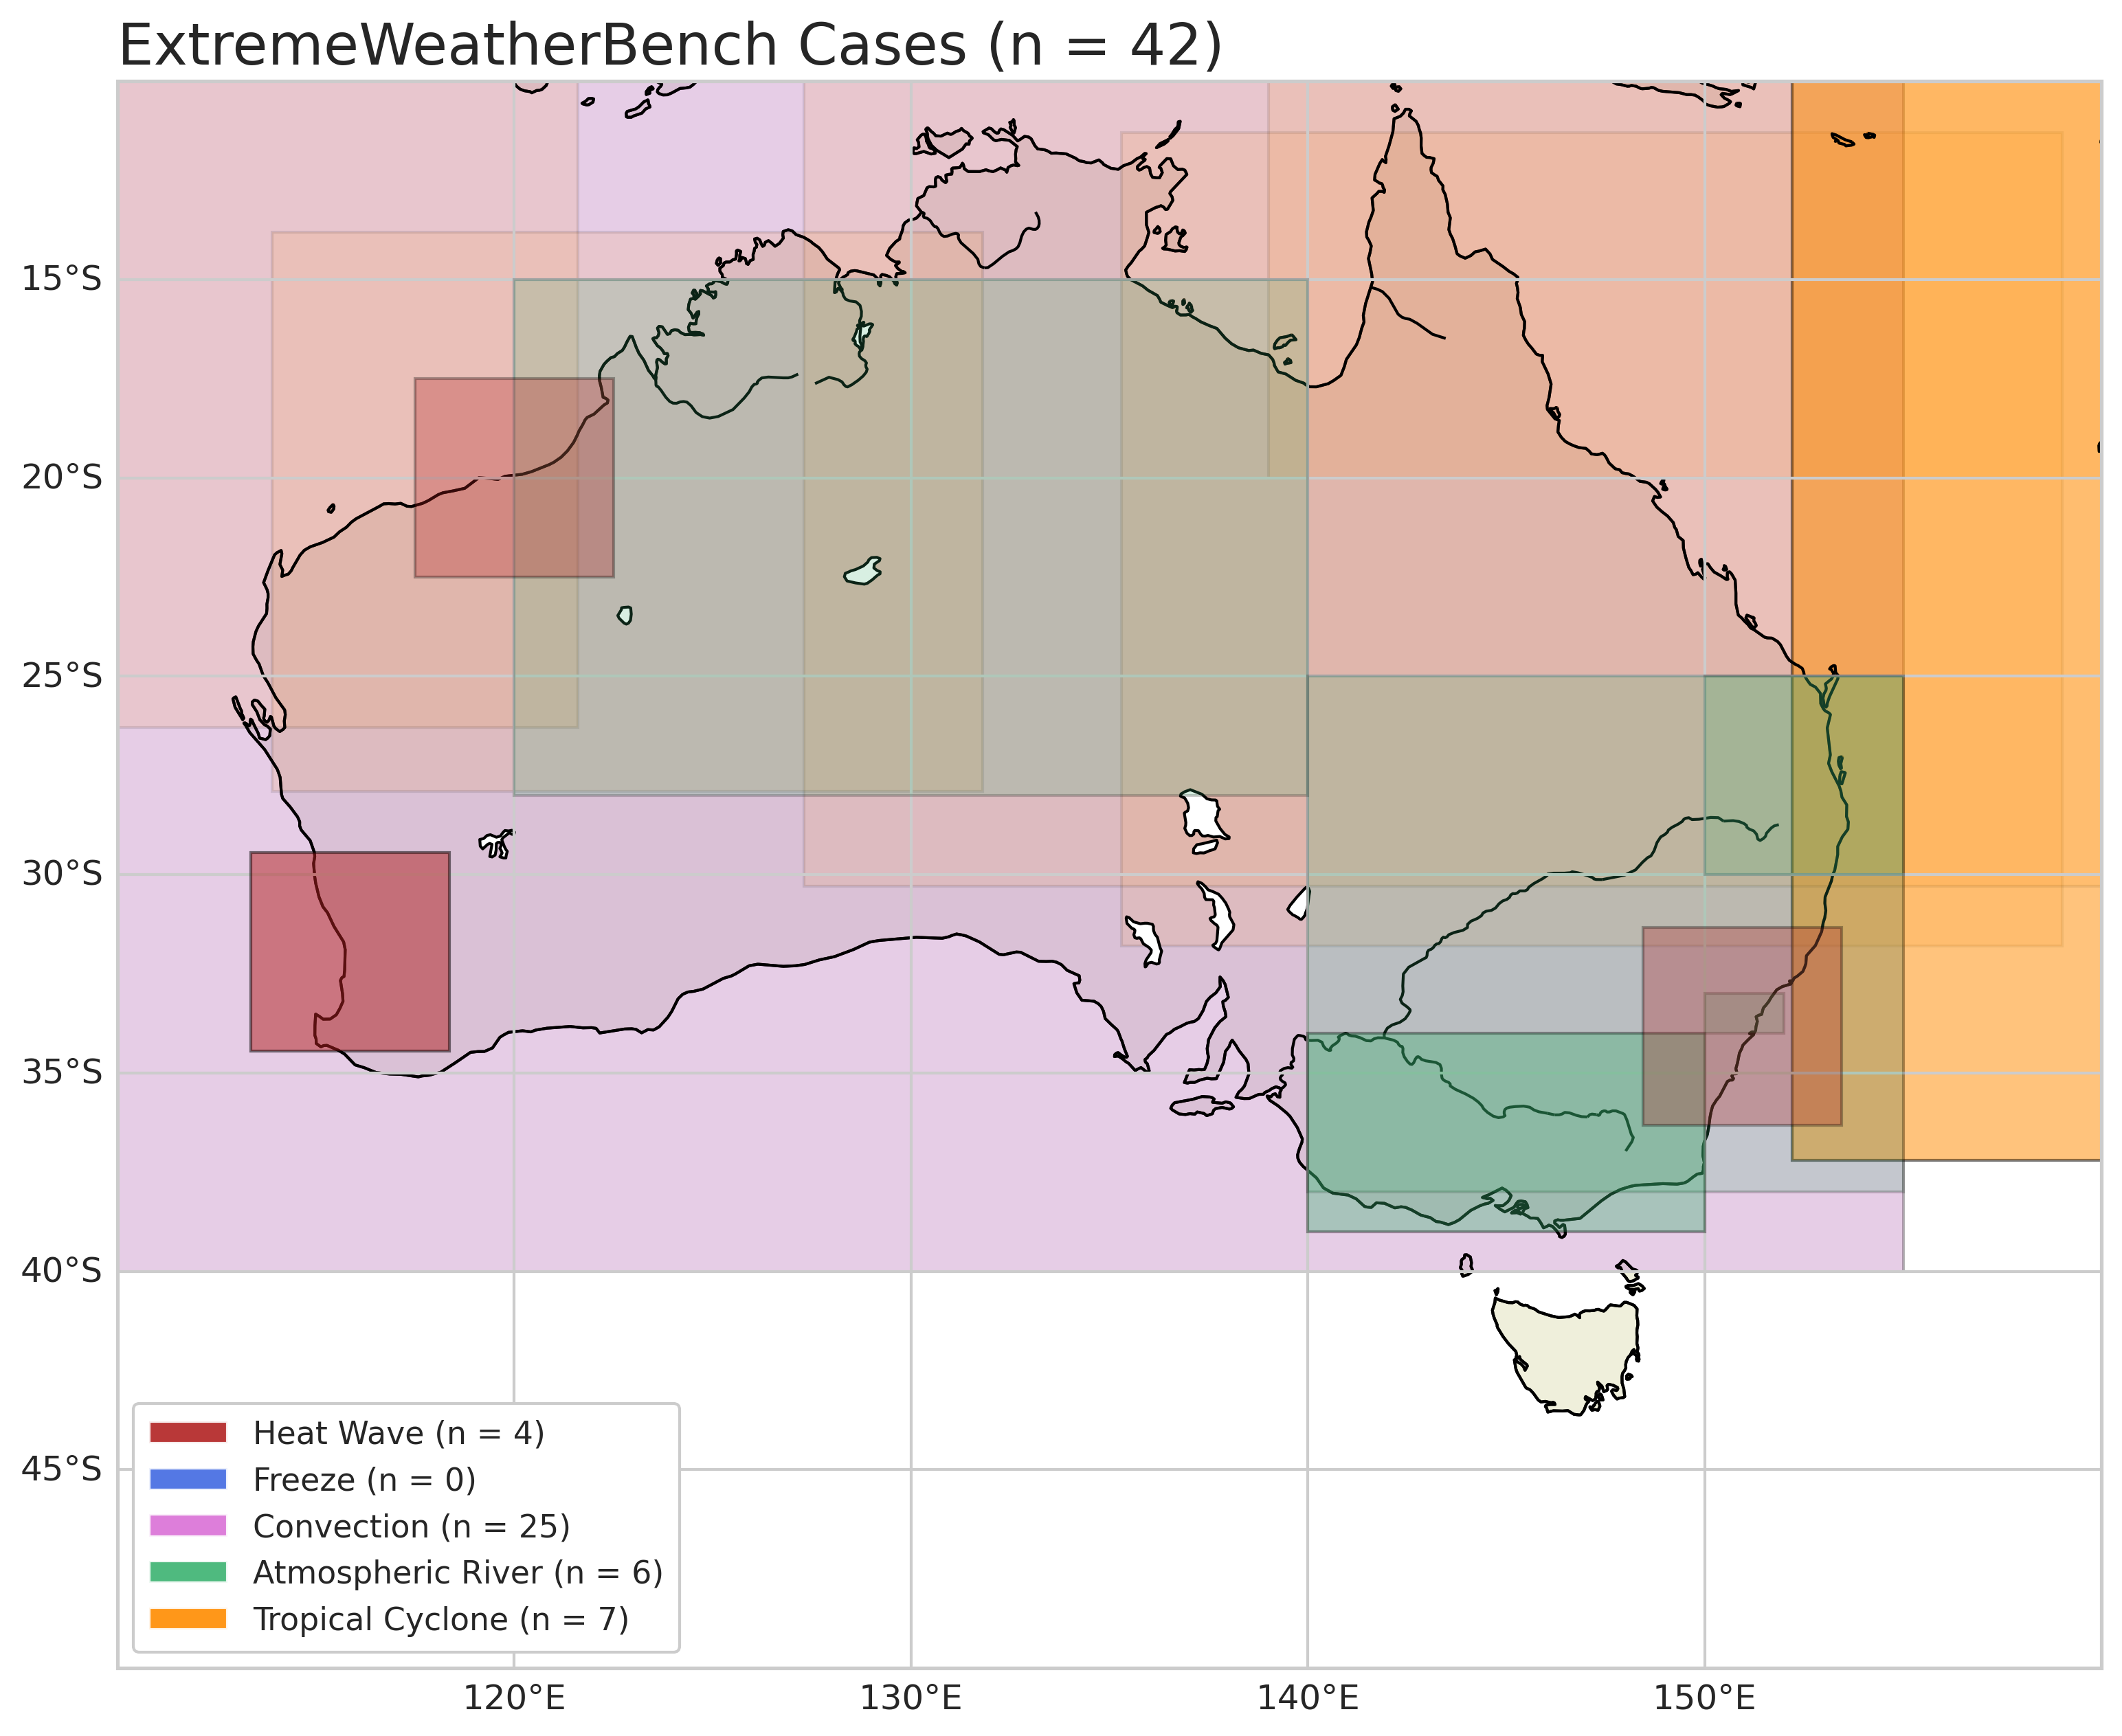 ExtremeWeatherBench Cases (n = 42)
15°S
20°S
25°S
30°S
35°S
40°S
45°S
Heat Wave (n = 4)
Freeze (n = 0)
Convection (n = 25)
Atmospheric River (n = 6)
Tropical Cyclone (n = 7)
120°E
130°E
140°E
150°E